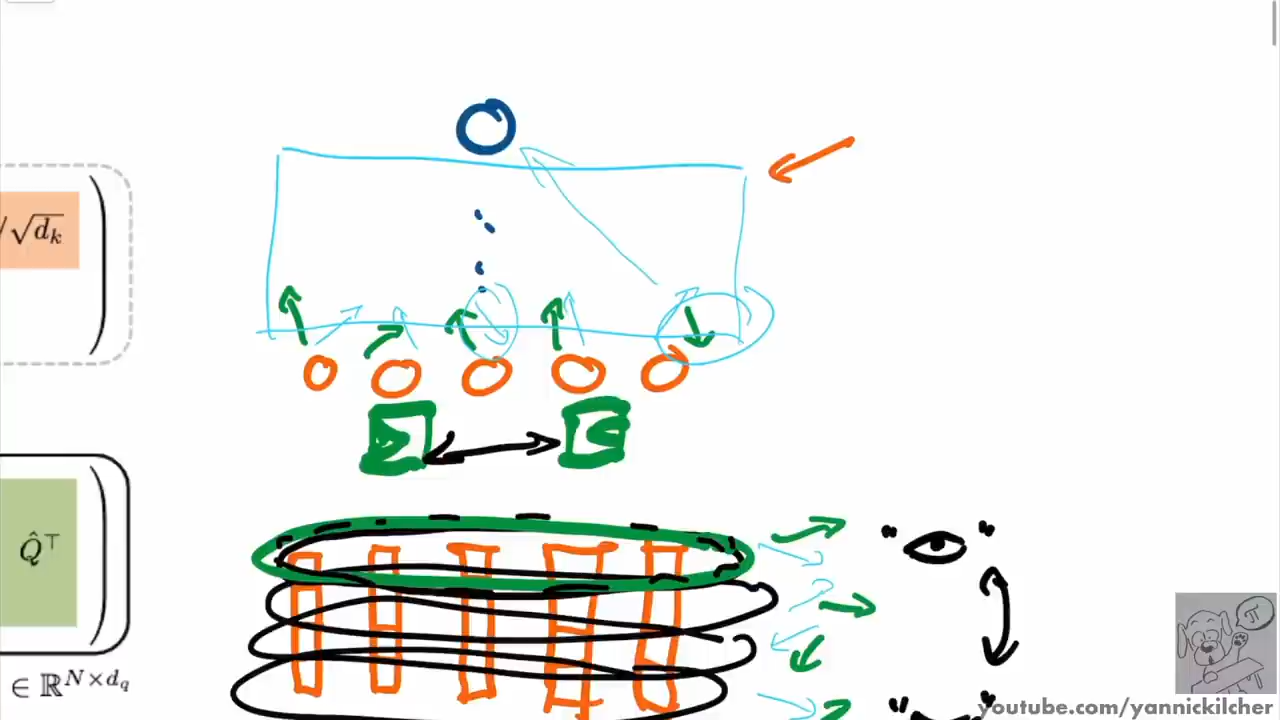 /√d_k
Q̂^⊤
∈ ℝ^{N×d_q}
π
youtube.com/yannickilcher